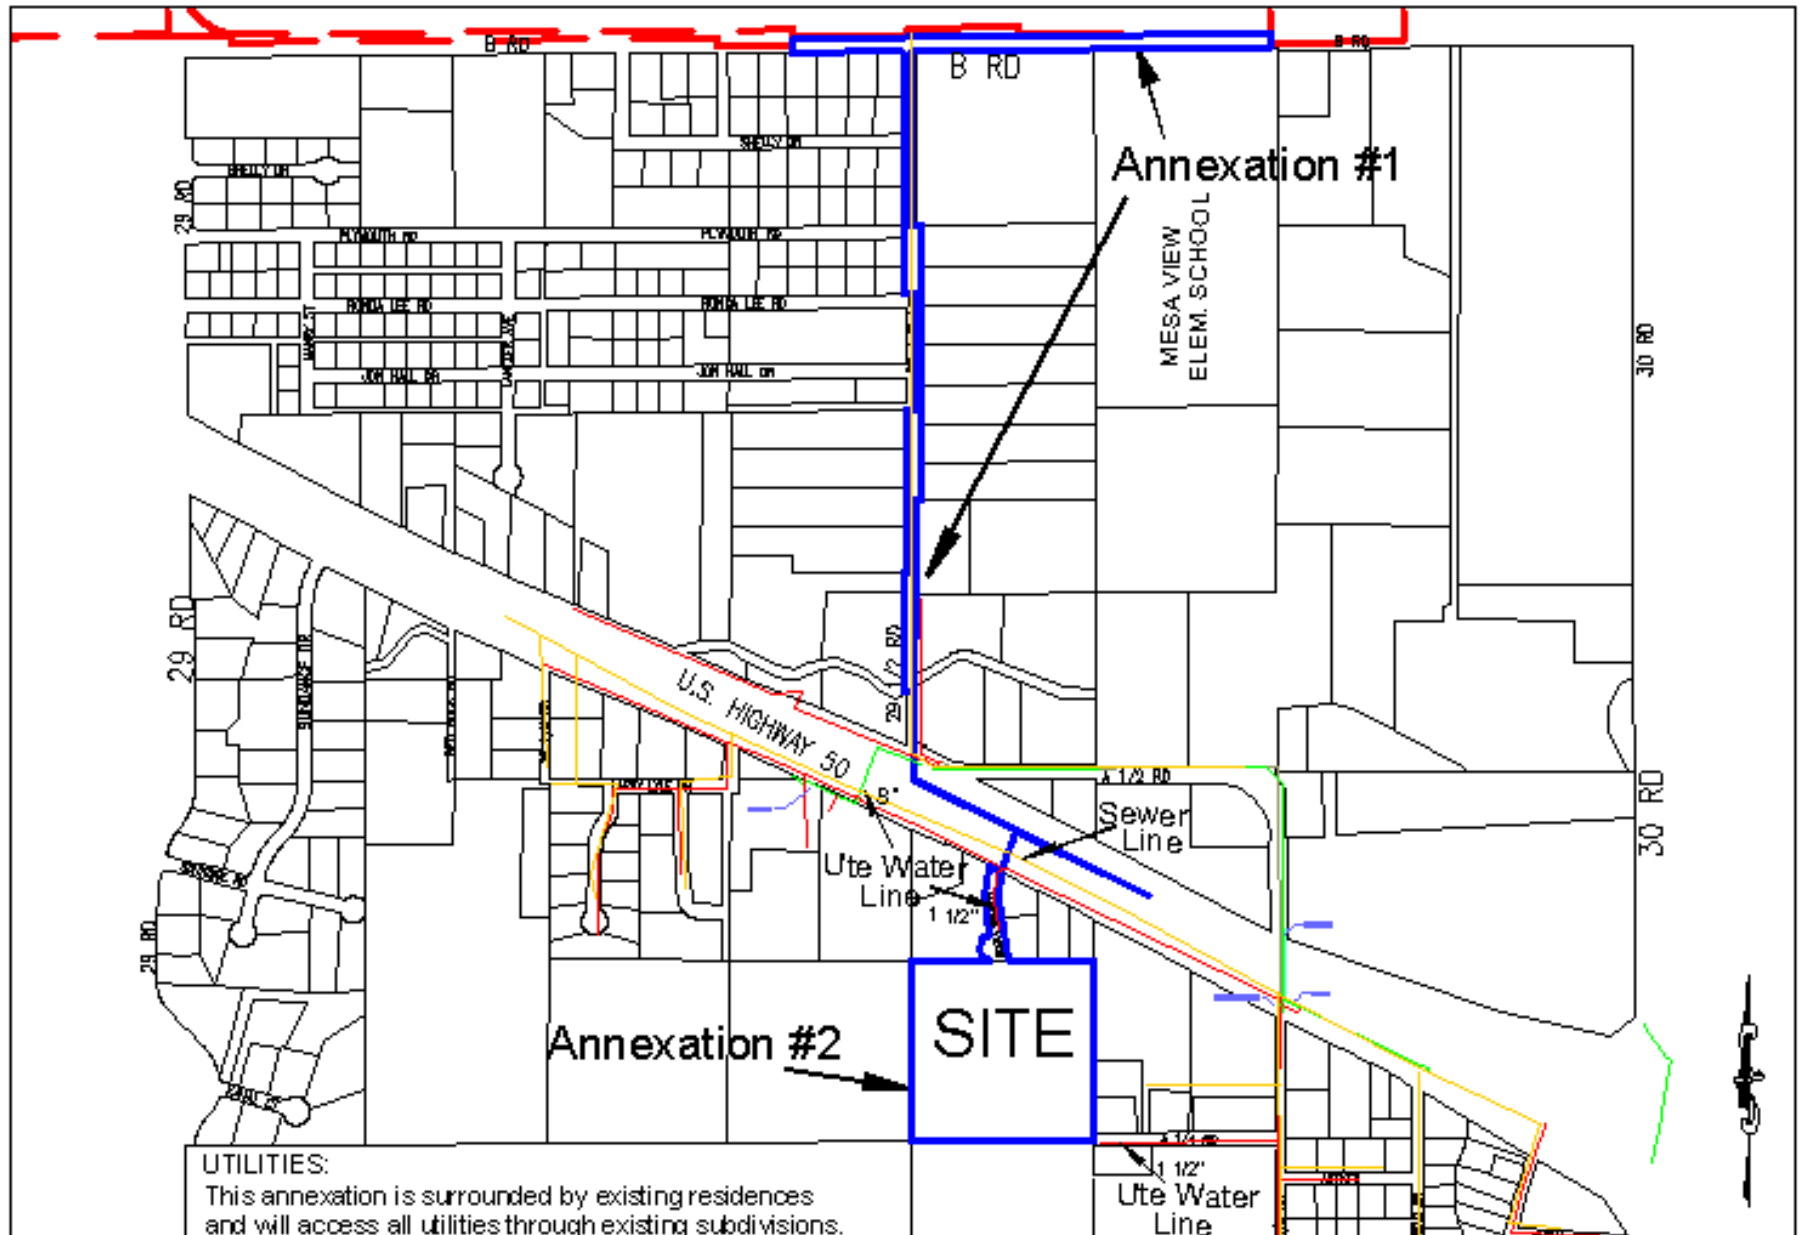 B RD
B RD
B RD
SHELLY DR
SHELLY DR
Annexation #1
29 RD
MESA VIEW
ELEM. SCHOOL
PLYMOUTH RD
PLYMOUTH RD
RONDA LEE RD
RONDA LEE RD
JON HALL DR
JON HALL DR
30 RD
29 RD
29 1/2 RD
U.S. HIGHWAY 50
A 1/2 RD
30 RD
8"
Sewer
Line
Ute Water
Line
1 1/2"
29 RD
SITE
Annexation #2
A 1/4 RD
1 1/2"
Ute Water
Line
UTILITIES:
This annexation is surrounded by existing residences
and will access all utilities through existing subdivisions.